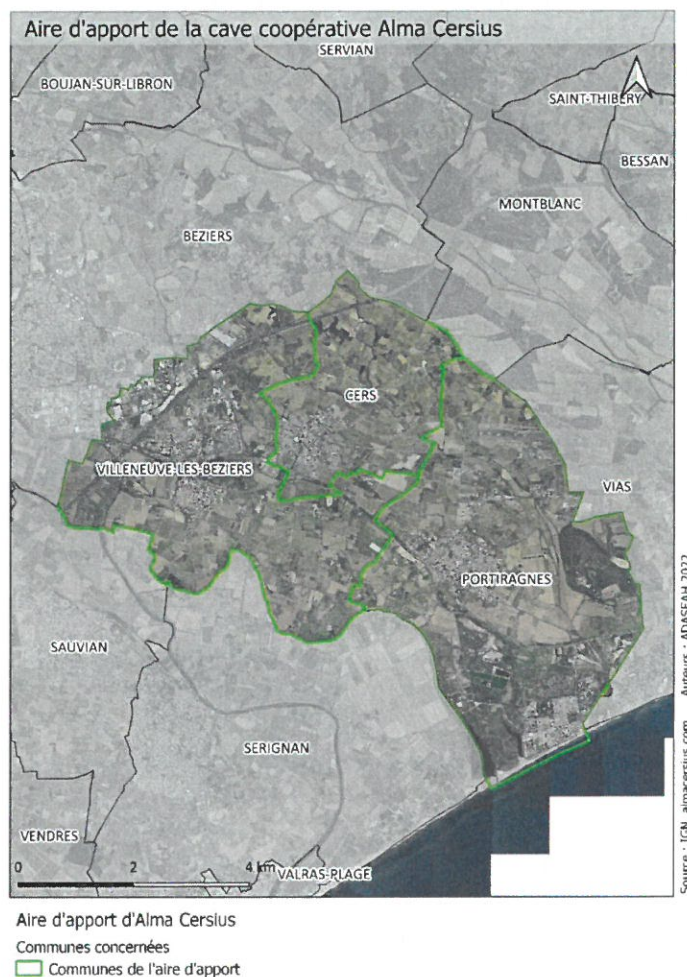 Aire d'apport de la cave coopérative Alma Cersius
SERVIAN
BOUJAN-SUR-LIBRON
SAINT-THIBERY
BESSAN
MONTBLANC
BEZIERS
CERS
VILLENEUVE-LES-BEZIERS
VIAS
PORTIRAGNES
SAUVIAN
SERIGNAN
VENDRES
0 2 4 km
VALRAS-PLAGE
Source : IGN, almacersius.com Auteurs : ADASEAH 2022
Aire d'apport d'Alma Cersius
Communes concernées
Communes de l'aire d'apport